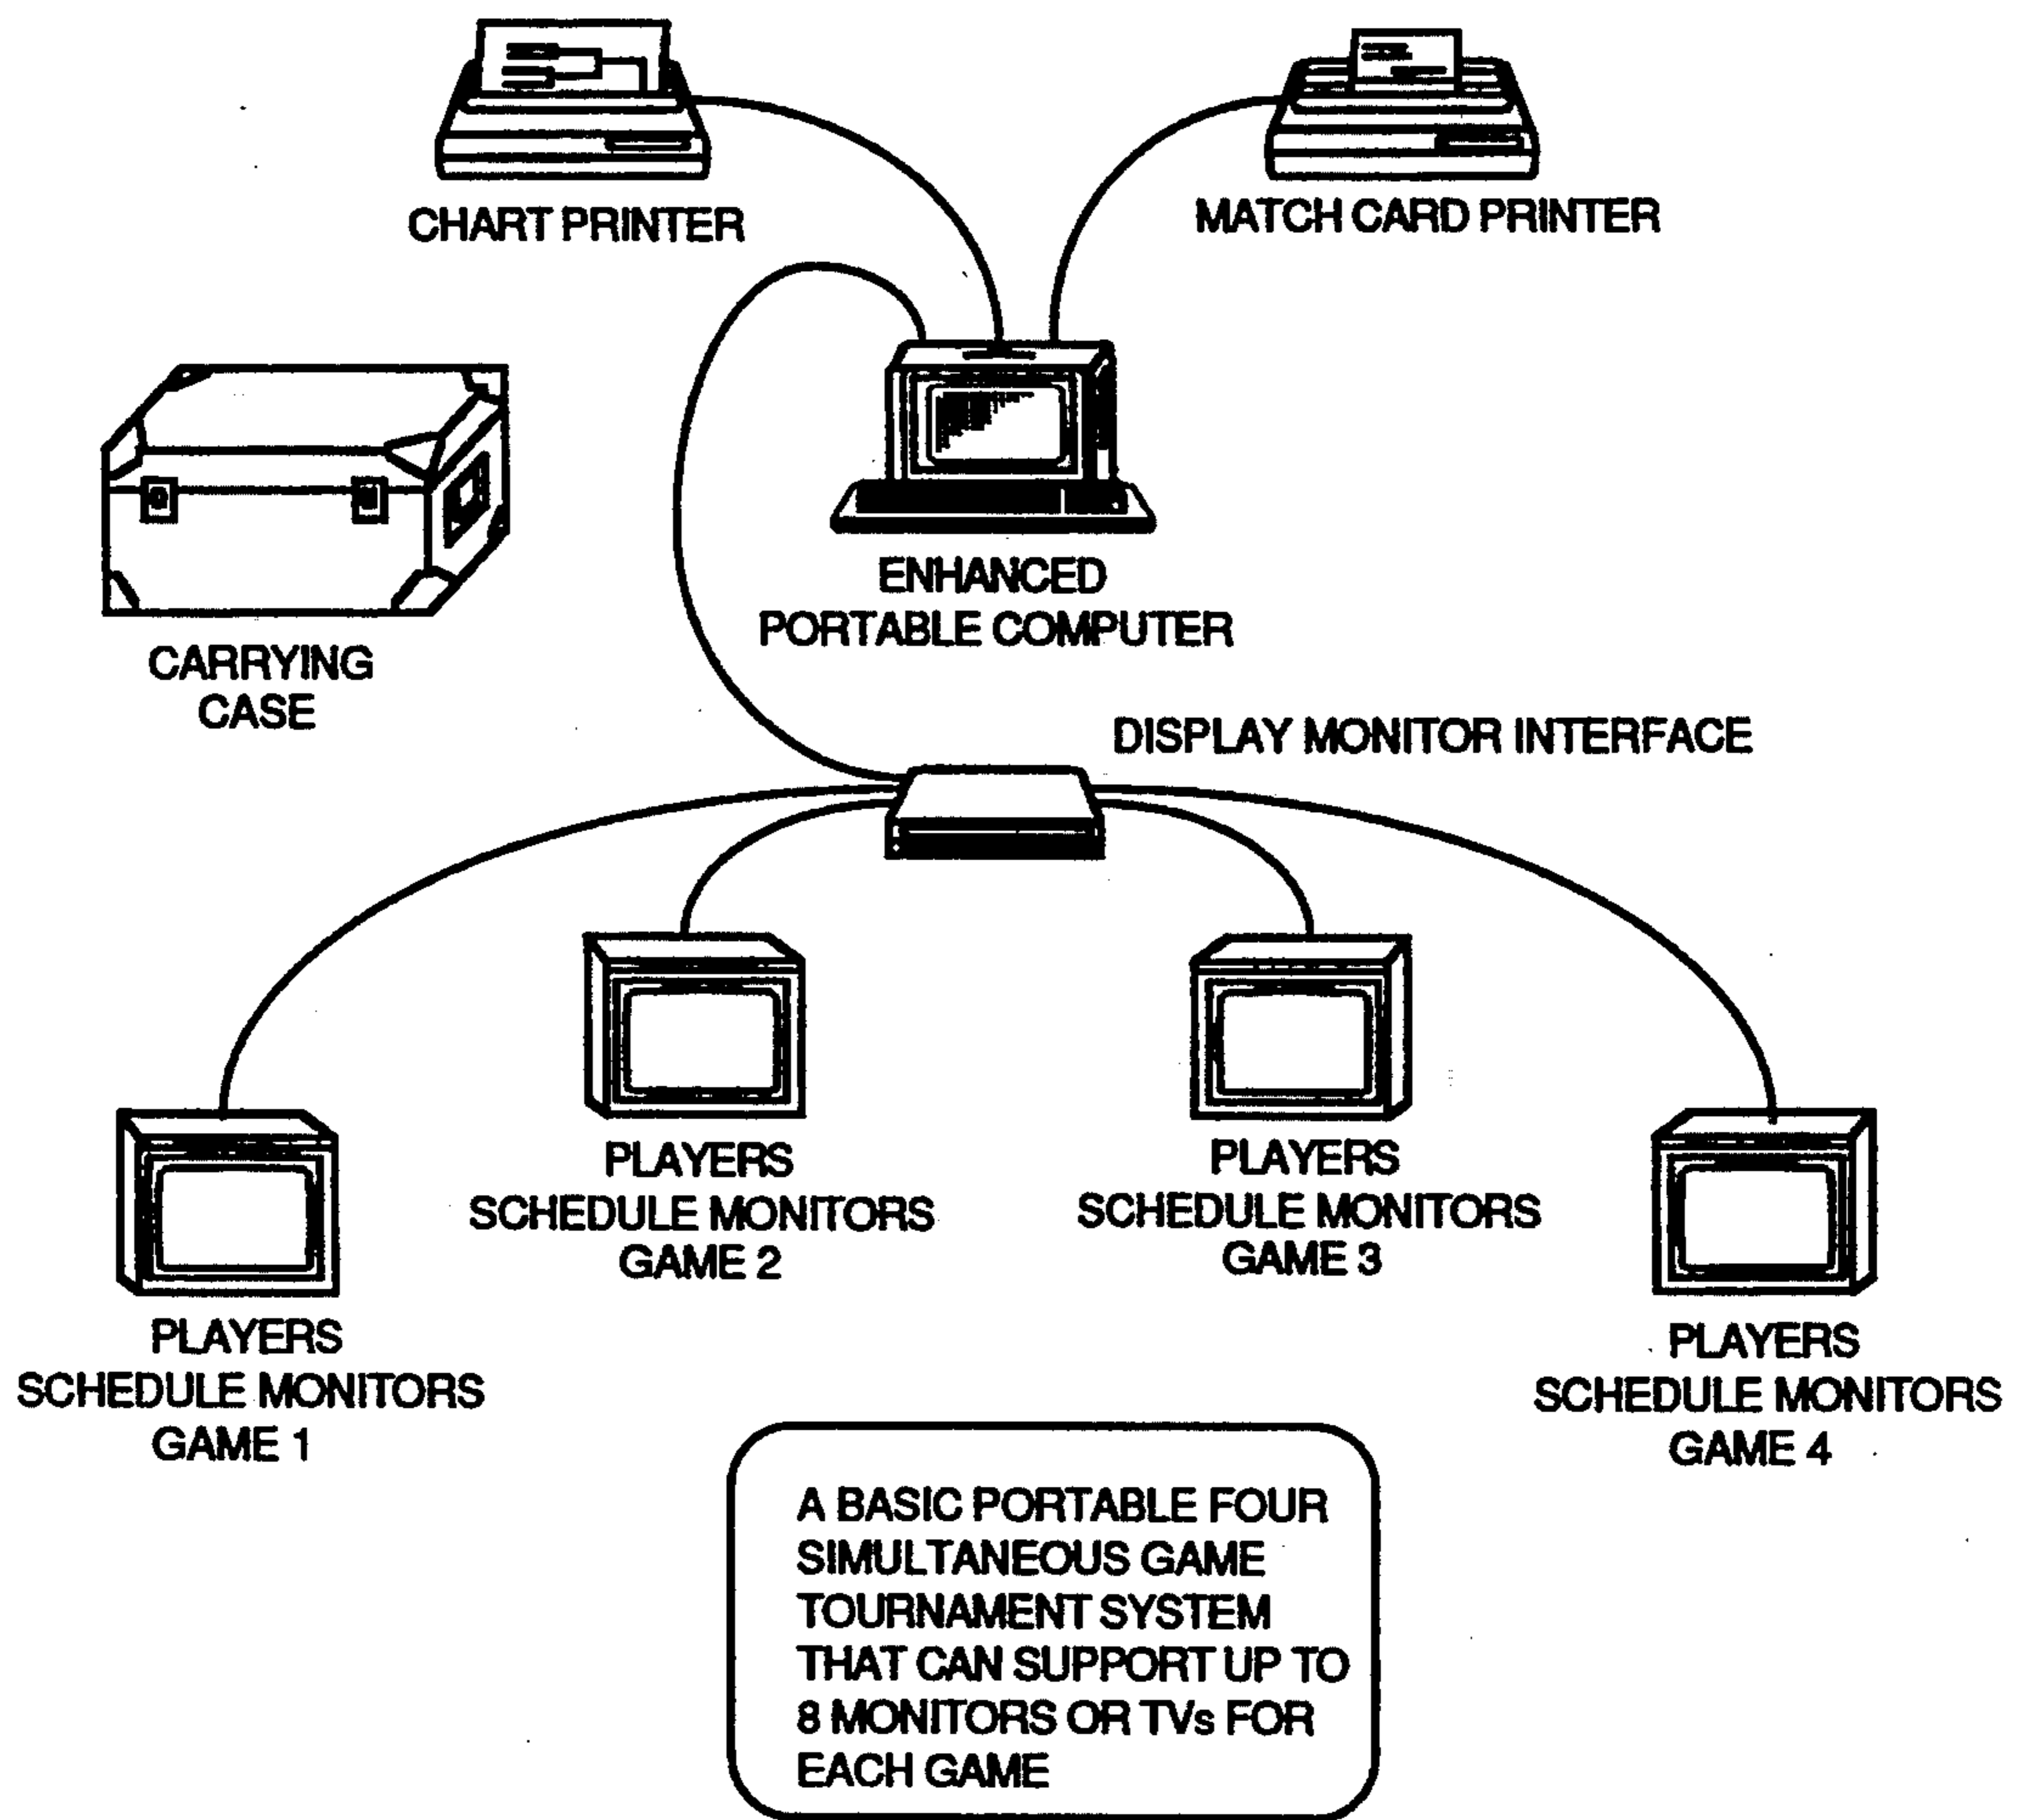 CHART PRINTER
MATCH CARD PRINTER
ENHANCED
PORTABLE COMPUTER
CARRYING
CASE
DISPLAY MONITOR INTERFACE
PLAYERS
SCHEDULE MONITORS
GAME 1
PLAYERS
SCHEDULE MONITORS
GAME 2
PLAYERS
SCHEDULE MONITORS
GAME 3
PLAYERS
SCHEDULE MONITORS
GAME 4
A BASIC PORTABLE FOUR
SIMULTANEOUS GAME
TOURNAMENT SYSTEM
THAT CAN SUPPORT UP TO
8 MONITORS OR TVs FOR
EACH GAME